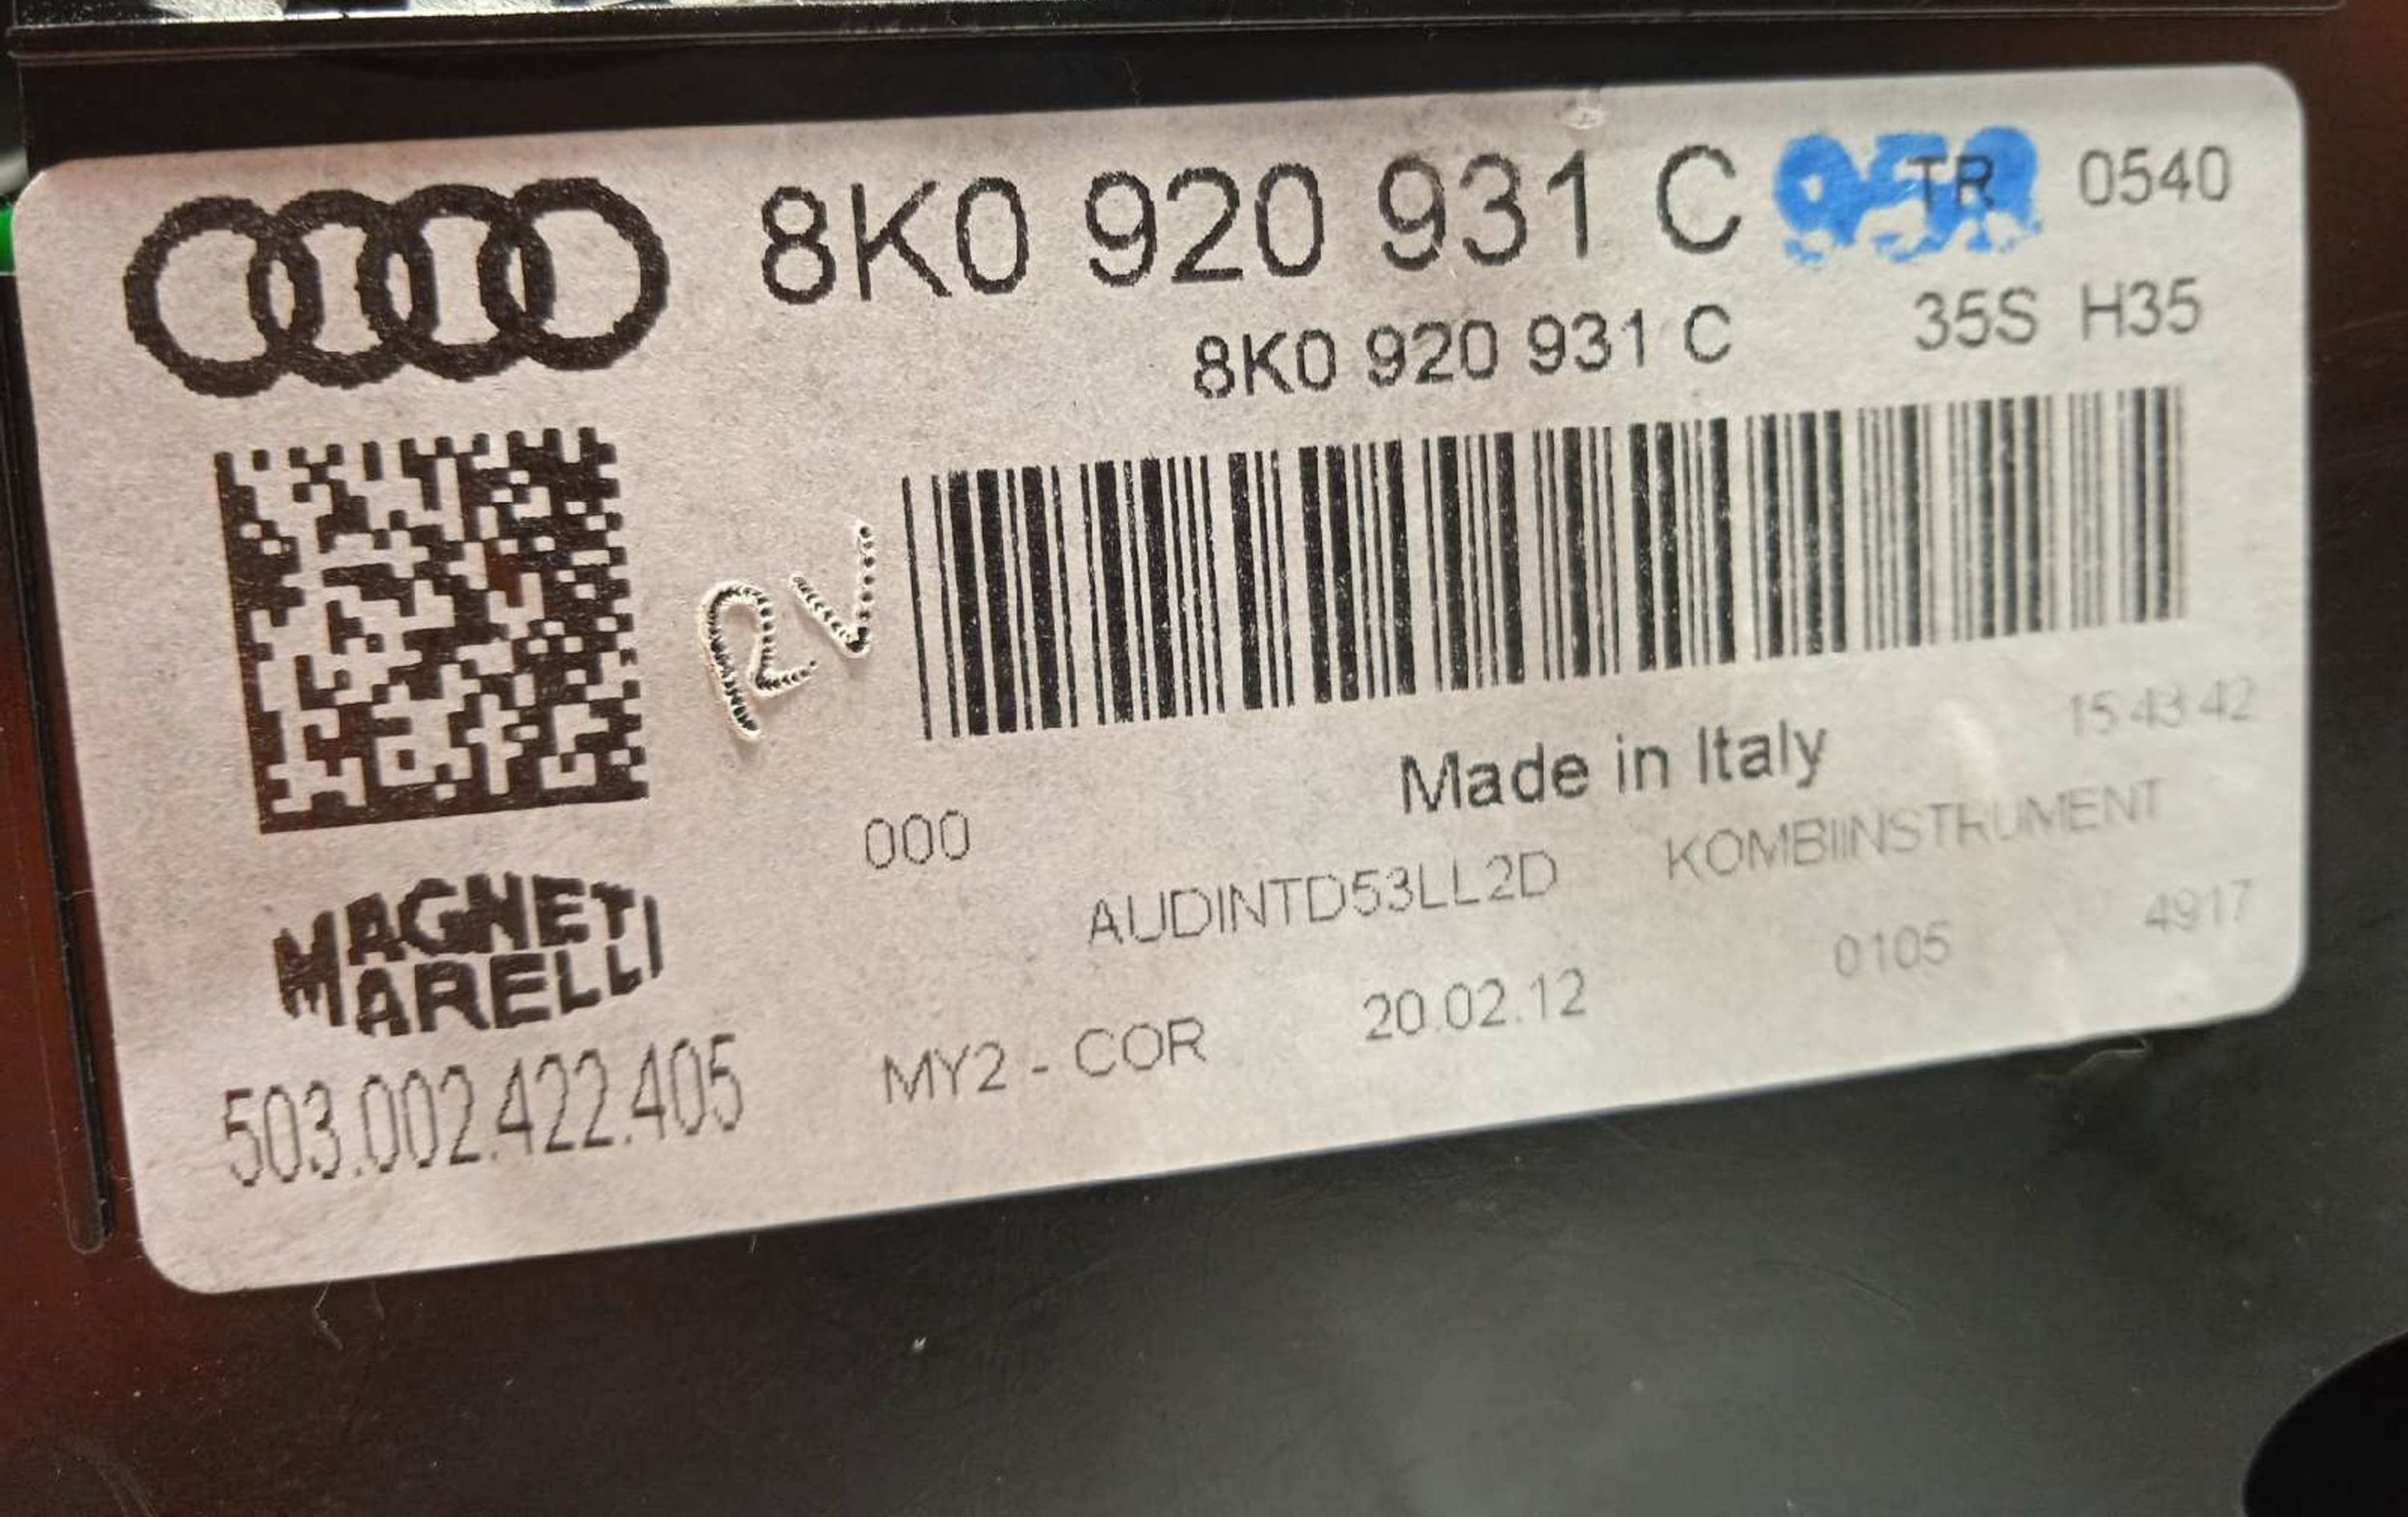 8K0 920 931 C TR 0540
8K0 920 931 C 35S H35
RV
Made in Italy 15 43 42
000
AUDINTD53LL2D KOMBIINSTRUMENT
MAGNETI
MARELLI
MY2 - COR 20.02.12 0105 4917
503.002.422.405